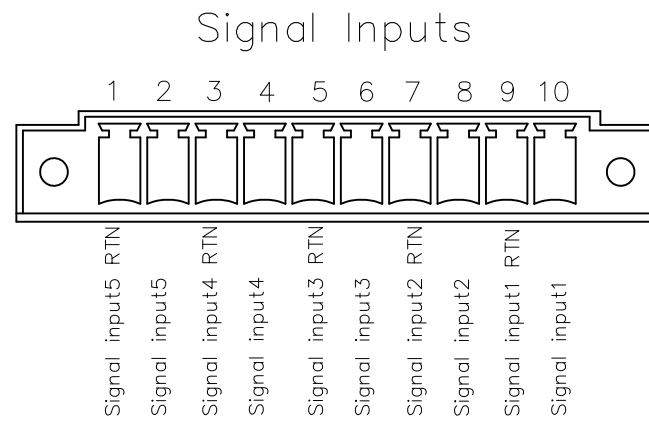 Signal Inputs
1 2 3 4 5 6 7 8 9 10
Signal input5 RTN
Signal input5
Signal input4 RTN
Signal input4
Signal input3 RTN
Signal input3
Signal input2 RTN
Signal input2
Signal input1 RTN
Signal input1